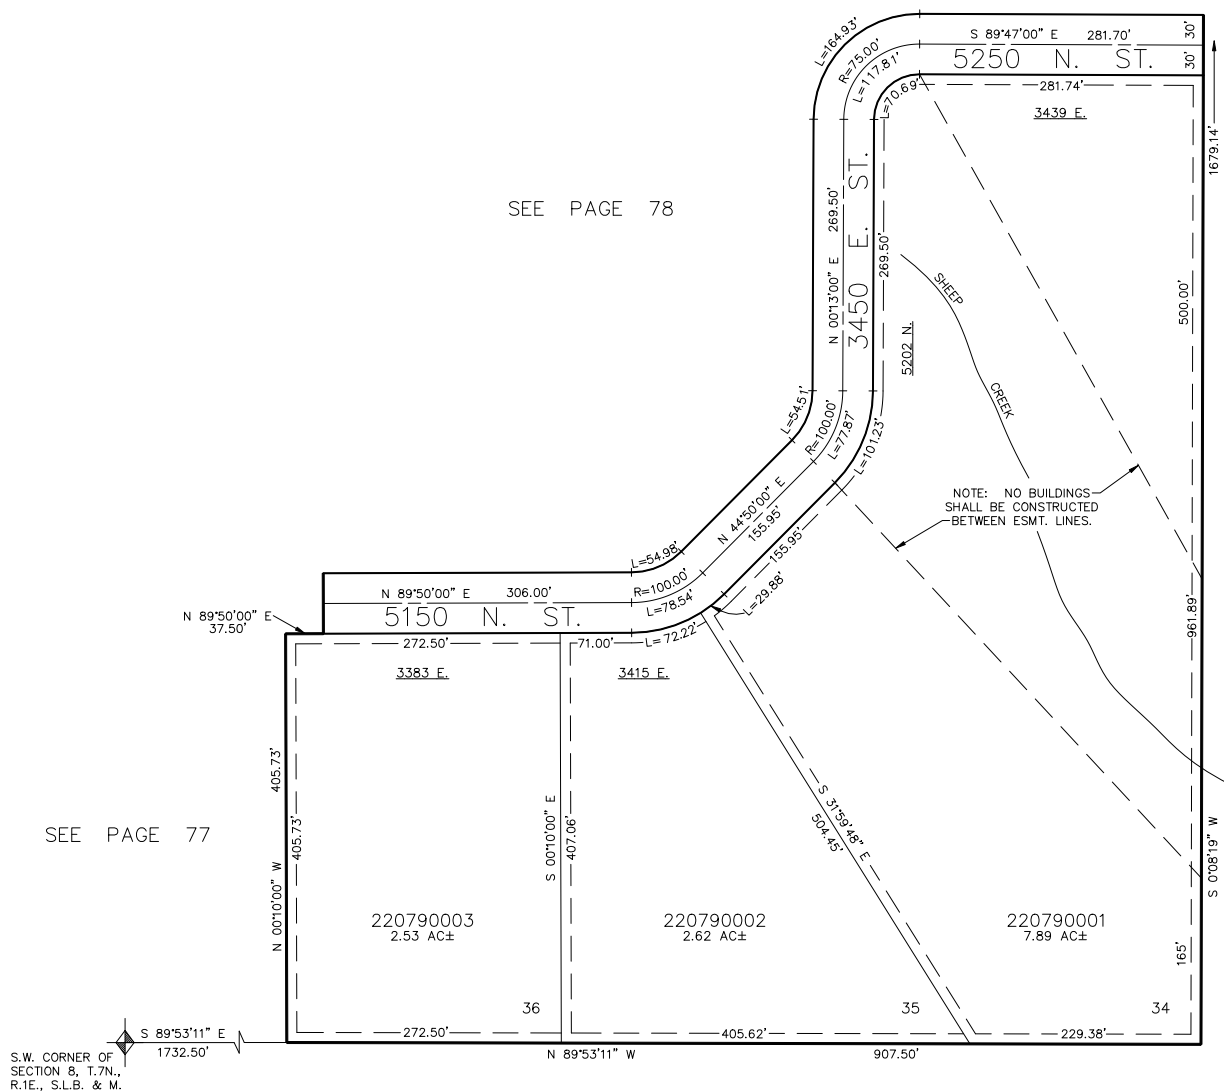 S 89°47'00" E 281.70'
5250 N. ST.
30'
30'
281.74'
3439 E.
1679.14'
L=164.93'
R=75.00'
L=117.81'
L=70.69'
SEE PAGE 78
N 00°13'00" E 269.50'
3450 E. ST.
269.50'
5202 N.
SHEEP
CREEK
500.00'
L=54.51'
R=100.00'
L=77.87'
L=101.23'
NOTE: NO BUILDINGS
SHALL BE CONSTRUCTED
BETWEEN ESMT. LINES.
N 44°50'00" E
155.95'
155.95'
L=54.98'
R=100.00'
L=78.54'
L=29.88'
L= 72.22'
N 89°50'00" E 306.00'
5150 N. ST.
N 89°50'00" E
37.50'
272.50'
71.00'
3383 E.
3415 E.
961.89'
405.73'
405.73'
N 00°10'00" W
S 00°10'00" E
407.06'
S 31°59'48" E
504.45'
S 0°08'19" W
SEE PAGE 77
220790003
2.53 AC±
220790002
2.62 AC±
220790001
7.89 AC±
165'
36
35
34
272.50'
405.62'
229.38'
S 89°53'11" E
1732.50'
N 89°53'11" W 907.50'
S.W. CORNER OF
SECTION 8, T.7N.,
R.1E., S.L.B. & M.